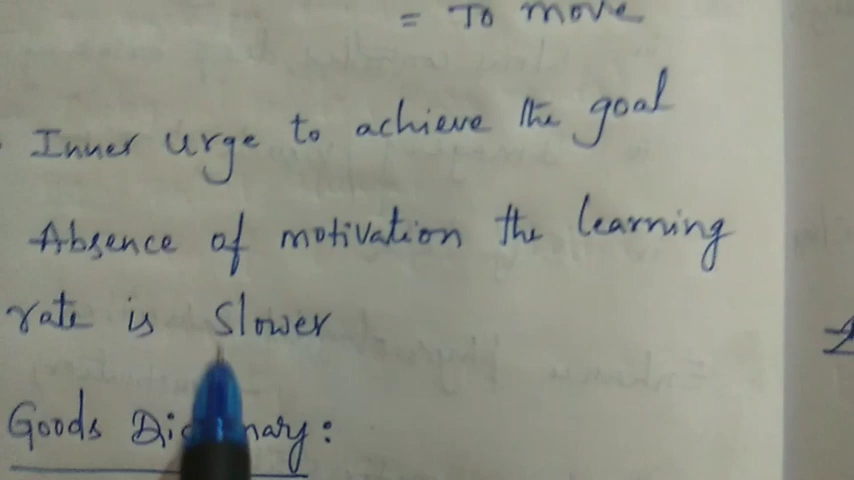 = To move
Inner urge to achieve the goal
Absence of motivation the learning
rate is slower
Goods